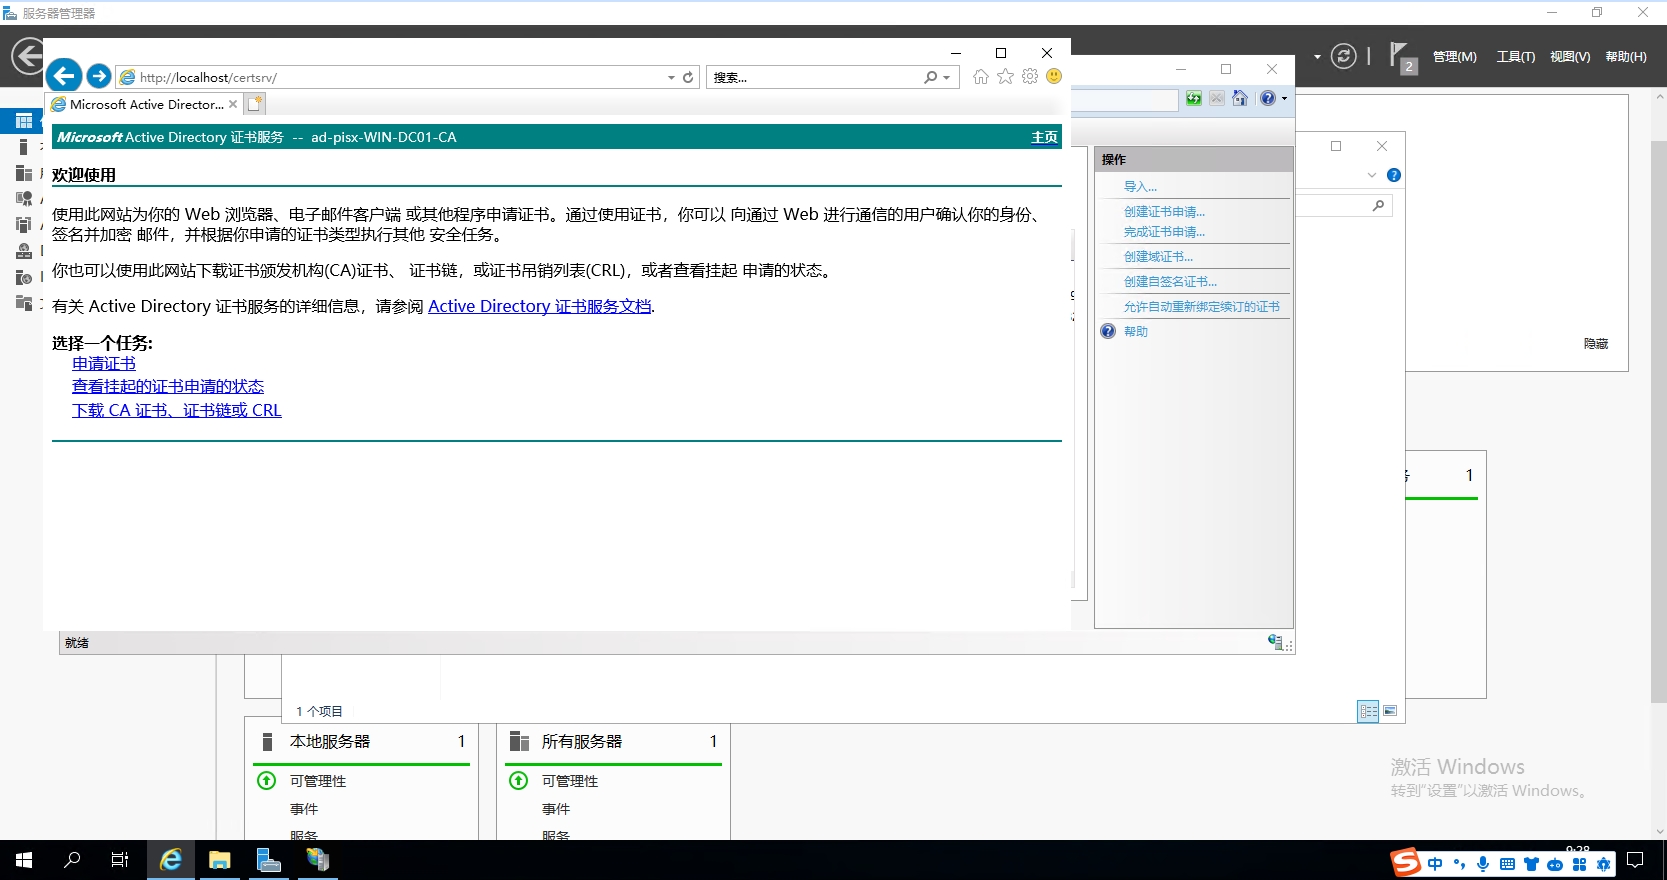 服务器管理器
管理(M) 工具(T) 视图(V) 帮助(H)
2
http://localhost/certsrv/
搜索...
Microsoft Active Director...
Microsoft Active Directory 证书服务 -- ad-pisx-WIN-DC01-CA 主页
欢迎使用
使用此网站为你的 Web 浏览器、电子邮件客户端 或其他程序申请证书。通过使用证书，你可以 向通过 Web 进行通信的用户确认你的身份、
签名并加密 邮件，并根据你申请的证书类型执行其他 安全任务。
你也可以使用此网站下载证书颁发机构(CA)证书、 证书链，或证书吊销列表(CRL)，或者查看挂起 申请的状态。
有关 Active Directory 证书服务的详细信息，请参阅 Active Directory 证书服务文档.
选择一个任务:
申请证书
查看挂起的证书申请的状态
下载 CA 证书、证书链或 CRL
操作
导入...
创建证书申请...
完成证书申请...
创建域证书...
创建自签名证书...
允许自动重新绑定续订的证书
帮助
隐藏
1
就绪
1 个项目
本地服务器 1
可管理性
事件
服务
所有服务器 1
可管理性
事件
服务
激活 Windows
转到"设置"以激活 Windows。
9:28
中